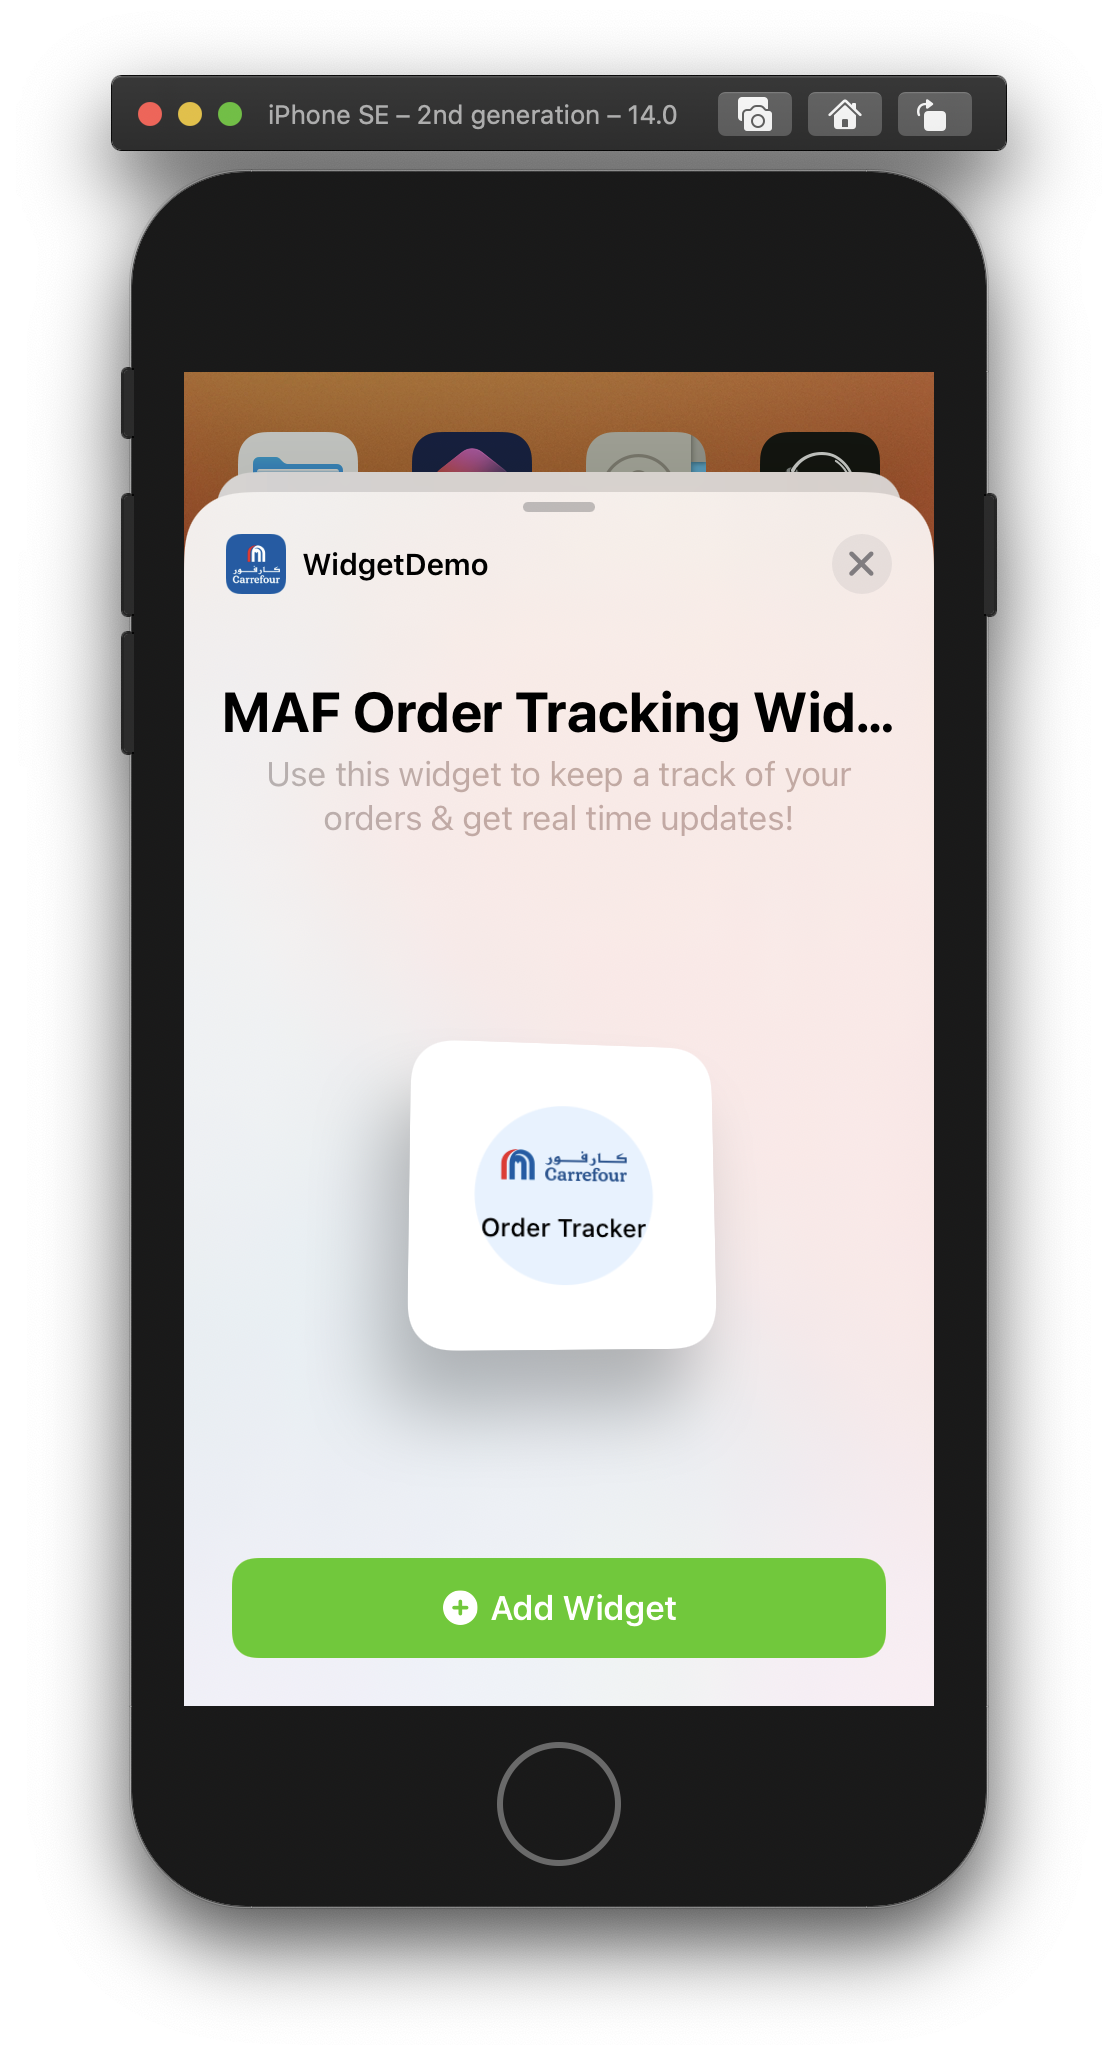 iPhone SE – 2nd generation – 14.0
كارفور
Carrefour
WidgetDemo
MAF Order Tracking Wid...
Use this widget to keep a track of your
orders & get real time updates!
كارفور
Carrefour
Order Tracker
Add Widget